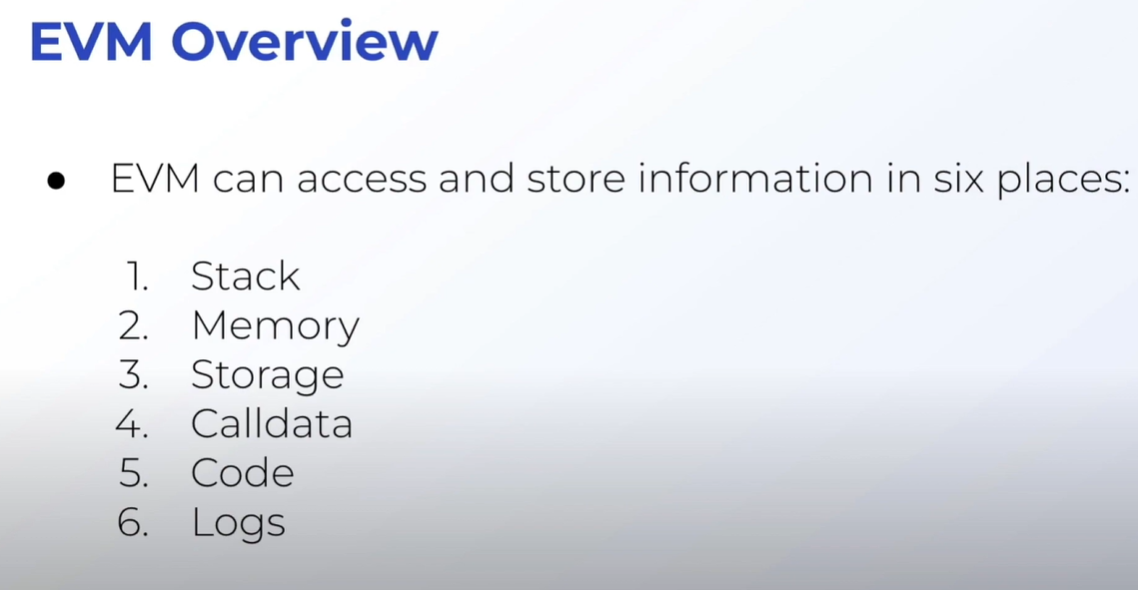 EVM Overview
● EVM can access and store information in six places:
1. Stack
2. Memory
3. Storage
4. Calldata
5. Code
6. Logs